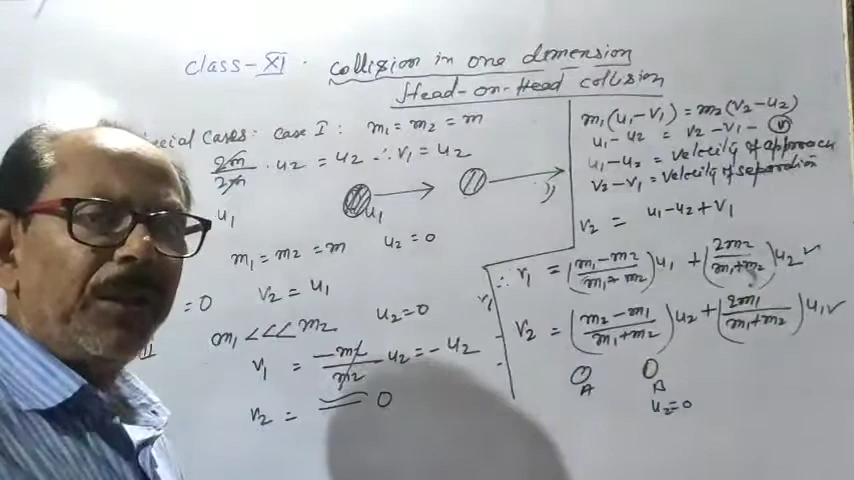 class-XI · collision in one dimension
Head-on-Head collision
Cases: case I: m₁ = m₂ = m
2m/2m · u₂ = u₂ ∴ v₁ = u₂
u₁
u₁
m₁ = m₂ = m u₂ = 0
= 0 v₂ = u₁
m₁ <<< m₂ u₂ = 0
v₁ = -m₂/m₂ u₂ = - u₂
v₂ = 0
m₁(u₁ - v₁) = m₂(v₂ - u₂)
u₁ - u₂ = v₂ - v₁ - (v)
u₁ - u₂ = velocity of approach
v₂ - v₁ = velocity of separation
v₂ = u₁ - u₂ + v₁
∴ v₁ = (m₁-m₂/m₁+m₂)u₁ + (2m₂/m₁+m₂)u₂ ✓
v₂ = (m₂-m₁/m₁+m₂)u₂ + (2m₁/m₁+m₂)u₁ ✓
A
u₂ = 0